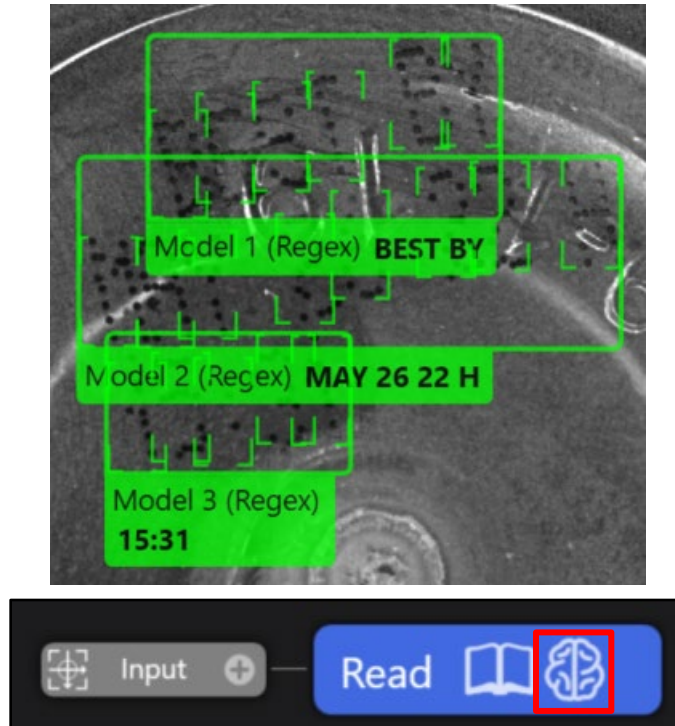 Model 1 (Regex) BEST BY
Model 2 (Regex) MAY 26 22 H
Model 3 (Regex)
15:31
Input
Read